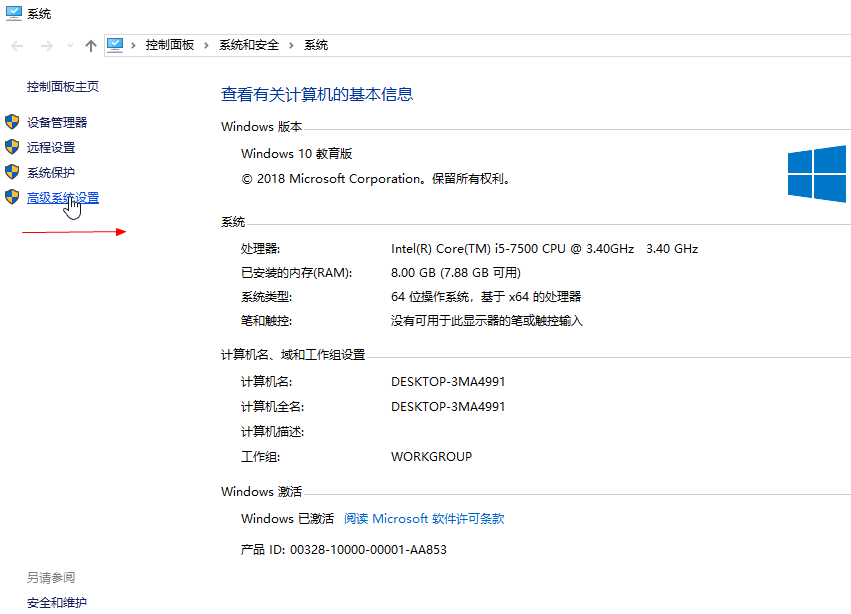 系统
控制面板 > 系统和安全 > 系统
控制面板主页
设备管理器
远程设置
系统保护
高级系统设置
查看有关计算机的基本信息
Windows 版本
Windows 10 教育版
© 2018 Microsoft Corporation。保留所有权利。
系统
处理器: Intel(R) Core(TM) i5-7500 CPU @ 3.40GHz 3.40 GHz
已安装的内存(RAM): 8.00 GB (7.88 GB 可用)
系统类型: 64 位操作系统，基于 x64 的处理器
笔和触控: 没有可用于此显示器的笔或触控输入
计算机名、域和工作组设置
计算机名: DESKTOP-3MA4991
计算机全名: DESKTOP-3MA4991
计算机描述:
工作组: WORKGROUP
Windows 激活
Windows 已激活 阅读 Microsoft 软件许可条款
产品 ID: 00328-10000-00001-AA853
另请参阅
安全和维护